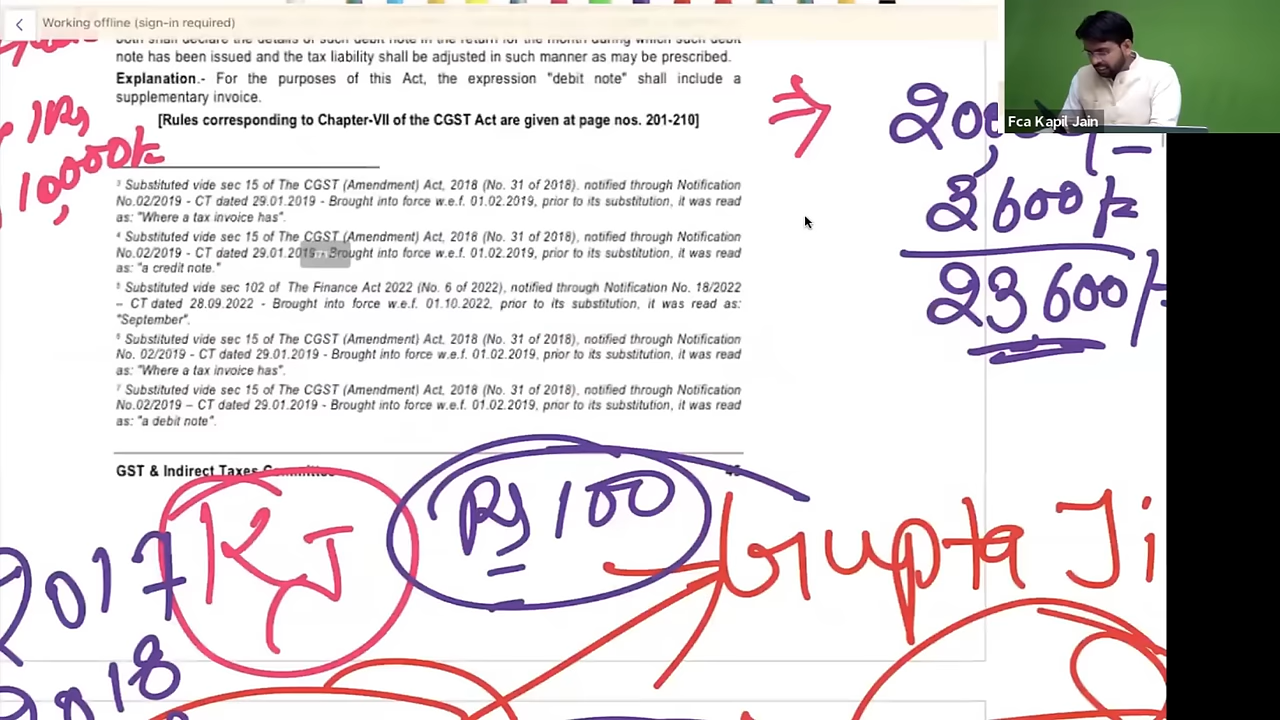 Working offline (sign-in required)
both shall declare the details of such debit note in the return for the month during which such debit
note has been issued and the tax liability shall be adjusted in such manner as may be prescribed.
Explanation.- For the purposes of this Act, the expression "debit note" shall include a
supplementary invoice.
[Rules corresponding to Chapter-VII of the CGST Act are given at page nos. 201-210]
3 Substituted vide sec 15 of The CGST (Amendment) Act, 2018 (No. 31 of 2018). notified through Notification
No.02/2019 - CT dated 29.01.2019 - Brought into force w.e.f. 01.02.2019, prior to its substitution, it was read
as: "Where a tax invoice has".
4 Substituted vide sec 15 of The CGST (Amendment) Act, 2018 (No. 31 of 2018), notified through Notification
No.02/2019 - CT dated 29.01.2019 - Brought into force w.e.f. 01.02.2019, prior to its substitution, it was read
as: "a credit note."
5 Substituted vide sec 102 of The Finance Act 2022 (No. 6 of 2022), notified through Notification No. 18/2022
– CT dated 28.09.2022 - Brought into force w.e.f. 01.10.2022, prior to its substitution, it was read as:
"September".
6 Substituted vide sec 15 of The CGST (Amendment) Act, 2018 (No. 31 of 2018), notified through Notification
No. 02/2019 - CT dated 29.01.2019 - Brought into force w.e.f. 01.02.2019, prior to its substitution, it was read
as: "Where a tax invoice has".
7 Substituted vide sec 15 of The CGST (Amendment) Act, 2018 (No. 31 of 2018), notified through Notification
No.02/2019 – CT dated 29.01.2019 - Brought into force w.e.f. 01.02.2019, prior to its substitution, it was read
as: "a debit note".
GST & Indirect Taxes Committee
Fca Kapil Jain
10,000/-
3600/-
23600/-
KJ
Rs 100
Gupta Ji
2017
2018